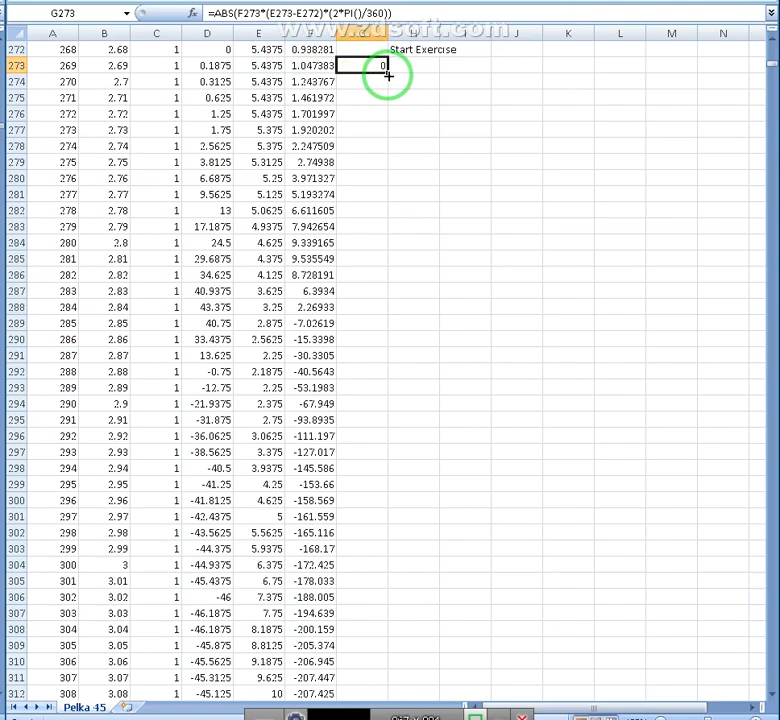 G273 fx =ABS(F273*(E273-E272)*(2*PI()/360))
www.zdsoft.com
A B C D E F G H I J K L M N
272 268 2.68 1 0 5.4375 0.938281 Start Exercise
273 269 2.69 1 0.1875 5.4375 1.047383 0
274 270 2.7 1 0.3125 5.4375 1.243767
275 271 2.71 1 0.625 5.4375 1.461972
276 272 2.72 1 1.25 5.4375 1.701997
277 273 2.73 1 1.75 5.375 1.920202
278 274 2.74 1 2.5625 5.375 2.247509
279 275 2.75 1 3.8125 5.3125 2.74938
280 276 2.76 1 6.6875 5.25 3.971327
281 277 2.77 1 9.5625 5.125 5.193274
282 278 2.78 1 13 5.0625 6.611605
283 279 2.79 1 17.1875 4.9375 7.942654
284 280 2.8 1 24.5 4.625 9.339165
285 281 2.81 1 29.6875 4.375 9.535549
286 282 2.82 1 34.625 4.125 8.728191
287 283 2.83 1 40.9375 3.625 6.3934
288 284 2.84 1 43.375 3.25 2.26933
289 285 2.85 1 40.75 2.875 -7.02619
290 286 2.86 1 33.4375 2.5625 -15.3398
291 287 2.87 1 13.625 2.25 -30.3305
292 288 2.88 1 -0.75 2.1875 -40.5643
293 289 2.89 1 -12.75 2.25 -53.1983
294 290 2.9 1 -21.9375 2.375 -67.949
295 291 2.91 1 -31.875 2.75 -93.8935
296 292 2.92 1 -36.0625 3.0625 -111.197
297 293 2.93 1 -38.5625 3.375 -127.017
298 294 2.94 1 -40.5 3.9375 -145.586
299 295 2.95 1 -41.25 4.25 -153.66
300 296 2.96 1 -41.8125 4.625 -158.569
301 297 2.97 1 -42.4375 5 -161.559
302 298 2.98 1 -43.5625 5.5625 -165.116
303 299 2.99 1 -44.375 5.9375 -168.17
304 300 3 1 -44.9375 6.375 -172.425
305 301 3.01 1 -45.4375 6.75 -178.033
306 302 3.02 1 -46 7.375 -188.005
307 303 3.03 1 -46.1875 7.75 -194.639
308 304 3.04 1 -46.1875 8.1875 -200.159
309 305 3.05 1 -45.875 8.8125 -205.374
310 306 3.06 1 -45.5625 9.1875 -206.945
311 307 3.07 1 -45.3125 9.625 -207.447
312 308 3.08 1 -45.125 10 -207.425
Pelka 45